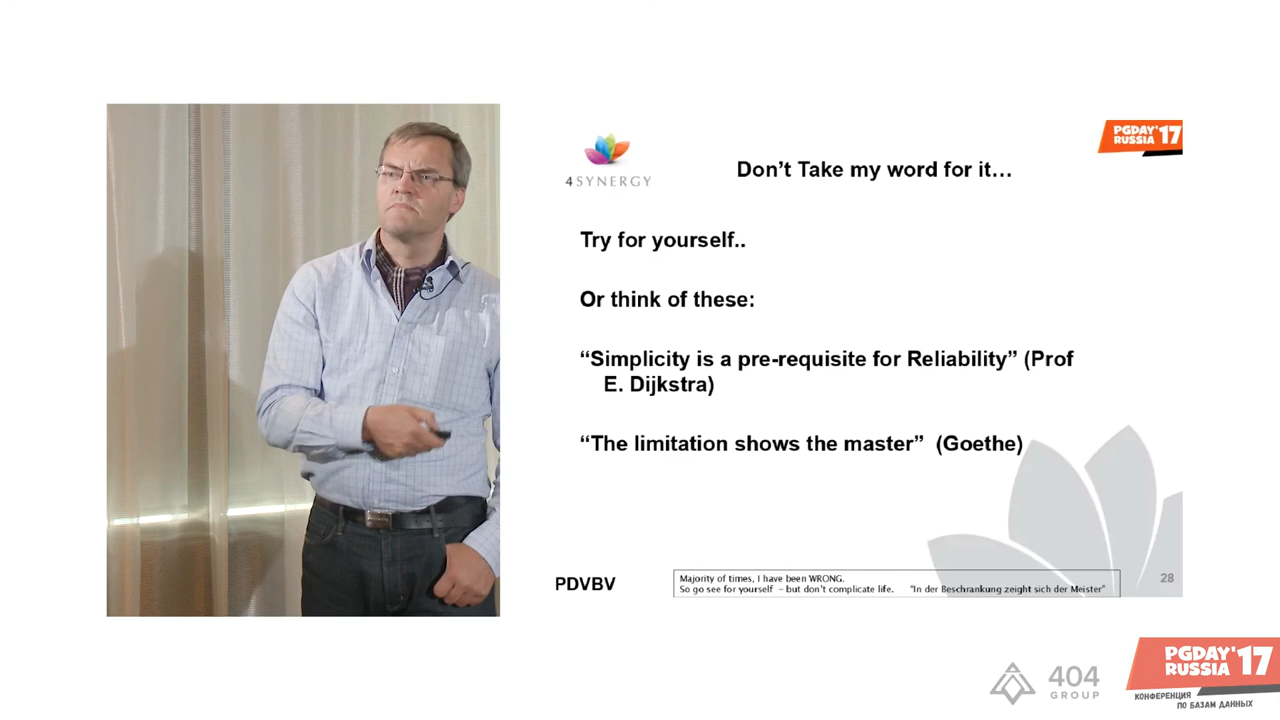 PGDAY'17
RUSSIA
4SYNERGY
Don't Take my word for it…
Try for yourself..
Or think of these:
“Simplicity is a pre-requisite for Reliability” (Prof
E. Dijkstra)
“The limitation shows the master” (Goethe)
PDVBV
Majority of times, I have been WRONG.
So go see for yourself – but don't complicate life. "In der Beschrankung zeight sich der Meister"
28
404
GROUP
PGDAY'17
RUSSIA
КОНФЕРЕНЦИЯ
ПО БАЗАМ ДАННЫХ